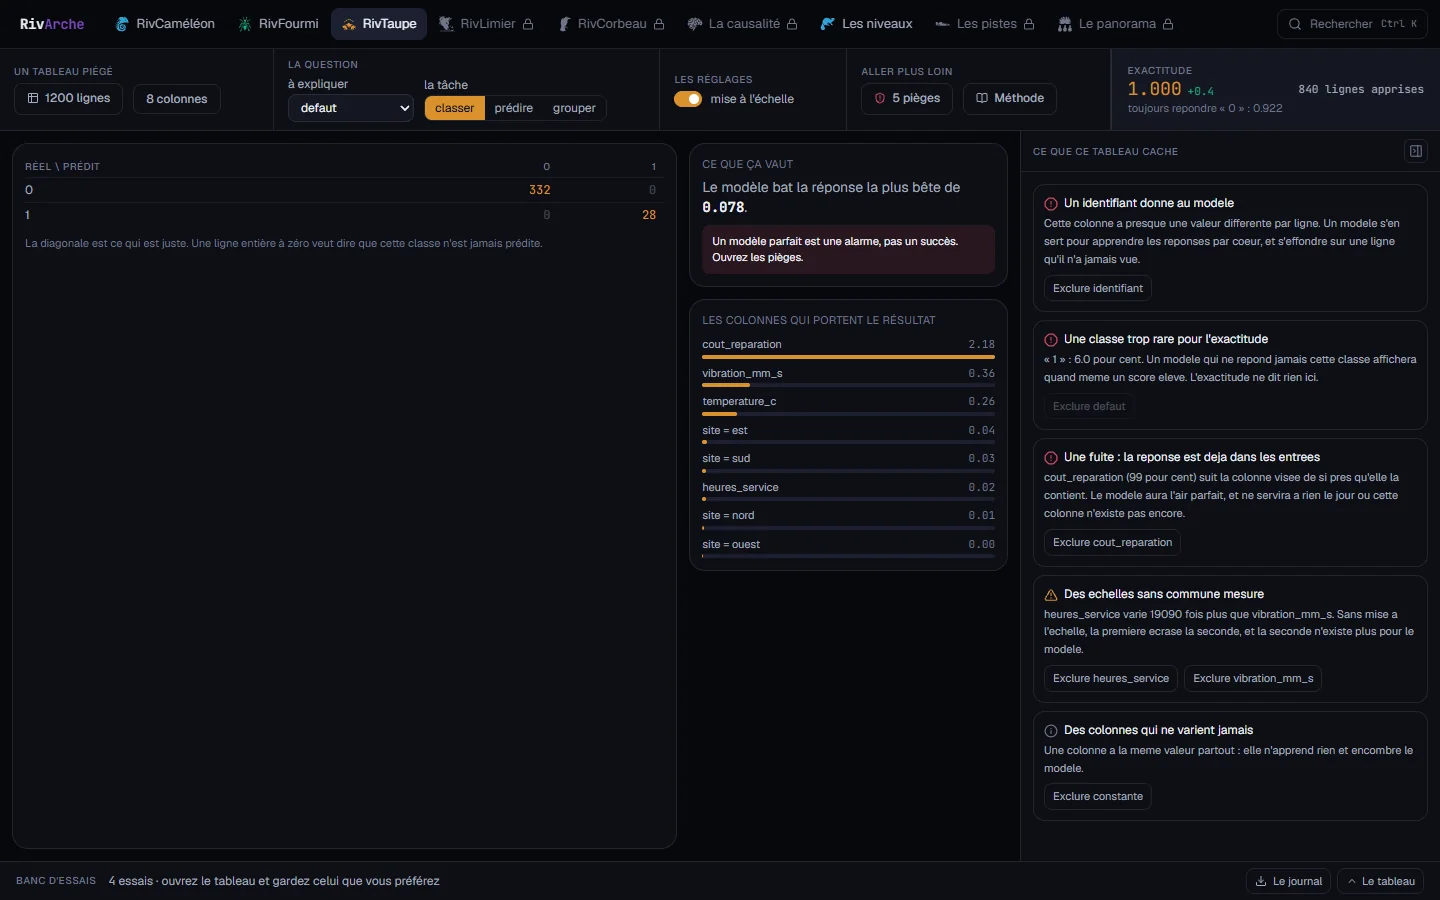 RivArche
RivCaméléon
RivFourmi
RivTaupe
RivLimier
RivCorbeau
La causalité
Les niveaux
Les pistes
Le panorama
Rechercher Ctrl K
UN TABLEAU PIÉGÉ
1200 lignes
8 colonnes
LA QUESTION
à expliquer
defaut
la tâche
classer
prédire
grouper
LES RÉGLAGES
mise à l'échelle
ALLER PLUS LOIN
5 pièges
Méthode
EXACTITUDE
1.000 +0.4
toujours repondre « 0 » : 0.922
840 lignes apprises
RÉEL \ PRÉDIT 0 1
0 332 0
1 0 28
La diagonale est ce qui est juste. Une ligne entière à zéro veut dire que cette classe n'est jamais prédite.
CE QUE ÇA VAUT
Le modèle bat la réponse la plus bête de
0.078.
Un modèle parfait est une alarme, pas un succès.
Ouvrez les pièges.
LES COLONNES QUI PORTENT LE RÉSULTAT
cout_reparation 2.18
vibration_mm_s 0.36
temperature_c 0.26
site = est 0.04
site = sud 0.03
heures_service 0.02
site = nord 0.01
site = ouest 0.00
CE QUE CE TABLEAU CACHE
Un identifiant donne au modele
Cette colonne a presque une valeur differente par ligne. Un modele s'en
sert pour apprendre les reponses par coeur, et s'effondre sur une ligne
qu'il n'a jamais vue.
Exclure identifiant
Une classe trop rare pour l'exactitude
« 1 » : 6.0 pour cent. Un modele qui ne repond jamais cette classe affichera
quand meme un score eleve. L'exactitude ne dit rien ici.
Exclure defaut
Une fuite : la reponse est deja dans les entrees
cout_reparation (99 pour cent) suit la colonne visee de si pres qu'elle la
contient. Le modele aura l'air parfait, et ne servira a rien le jour ou cette
colonne n'existe pas encore.
Exclure cout_reparation
Des echelles sans commune mesure
heures_service varie 19090 fois plus que vibration_mm_s. Sans mise a
l'echelle, la premiere ecrase la seconde, et la seconde n'existe plus pour le
modele.
Exclure heures_service
Exclure vibration_mm_s
Des colonnes qui ne varient jamais
Une colonne a la meme valeur partout : elle n'apprend rien et encombre le
modele.
Exclure constante
BANC D'ESSAIS
4 essais · ouvrez le tableau et gardez celui que vous préférez
Le journal
Le tableau